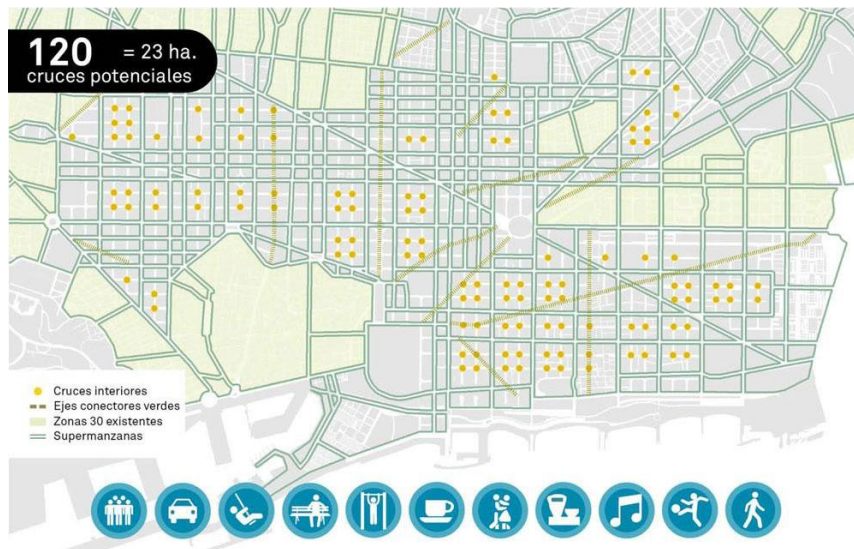 120 = 23 ha.
cruces potenciales
Cruces interiores
Ejes conectores verdes
Zonas 30 existentes
Supermanzanas